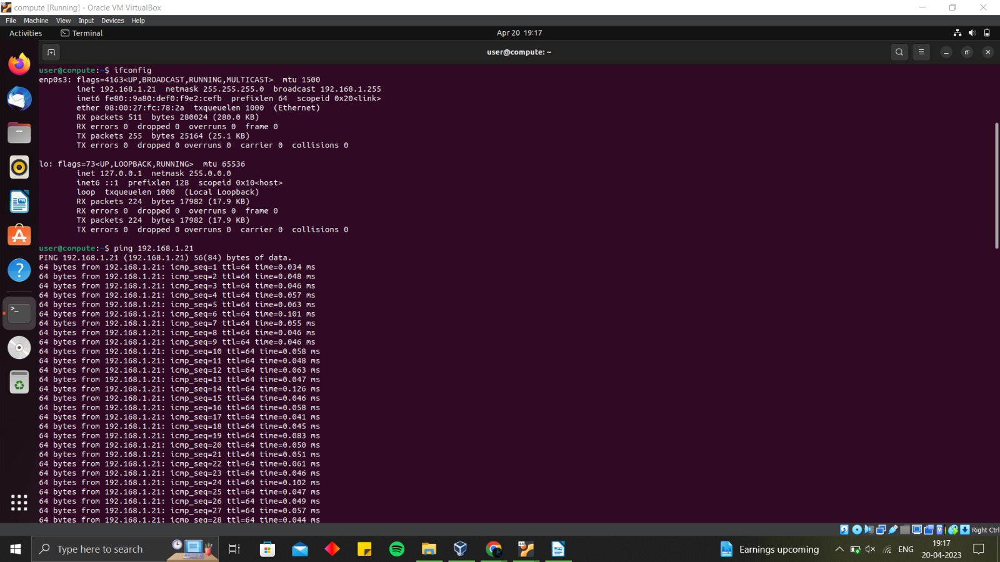 compute [Running] - Oracle VM VirtualBox
File Machine View Input Devices Help
Activities Terminal Apr 20 19:17
user@compute: ~
user@compute:~$ ifconfig
enp0s3: flags=4163<UP,BROADCAST,RUNNING,MULTICAST> mtu 1500
inet 192.168.1.21 netmask 255.255.255.0 broadcast 192.168.1.255
inet6 fe80::9a80:def0:f9e2:cefb prefixlen 64 scopeid 0x20<link>
ether 08:00:27:fc:78:2a txqueuelen 1000 (Ethernet)
RX packets 511 bytes 280024 (280.0 KB)
RX errors 0 dropped 0 overruns 0 frame 0
TX packets 255 bytes 25164 (25.1 KB)
TX errors 0 dropped 0 overruns 0 carrier 0 collisions 0
lo: flags=73<UP,LOOPBACK,RUNNING> mtu 65536
inet 127.0.0.1 netmask 255.0.0.0
inet6 ::1 prefixlen 128 scopeid 0x10<host>
loop txqueuelen 1000 (Local Loopback)
RX packets 224 bytes 17982 (17.9 KB)
RX errors 0 dropped 0 overruns 0 frame 0
TX packets 224 bytes 17982 (17.9 KB)
TX errors 0 dropped 0 overruns 0 carrier 0 collisions 0
user@compute:~$ ping 192.168.1.21
PING 192.168.1.21 (192.168.1.21) 56(84) bytes of data.
64 bytes from 192.168.1.21: icmp_seq=1 ttl=64 time=0.034 ms
64 bytes from 192.168.1.21: icmp_seq=2 ttl=64 time=0.048 ms
64 bytes from 192.168.1.21: icmp_seq=3 ttl=64 time=0.046 ms
64 bytes from 192.168.1.21: icmp_seq=4 ttl=64 time=0.057 ms
64 bytes from 192.168.1.21: icmp_seq=5 ttl=64 time=0.063 ms
64 bytes from 192.168.1.21: icmp_seq=6 ttl=64 time=0.101 ms
64 bytes from 192.168.1.21: icmp_seq=7 ttl=64 time=0.055 ms
64 bytes from 192.168.1.21: icmp_seq=8 ttl=64 time=0.046 ms
64 bytes from 192.168.1.21: icmp_seq=9 ttl=64 time=0.046 ms
64 bytes from 192.168.1.21: icmp_seq=10 ttl=64 time=0.058 ms
64 bytes from 192.168.1.21: icmp_seq=11 ttl=64 time=0.048 ms
64 bytes from 192.168.1.21: icmp_seq=12 ttl=64 time=0.063 ms
64 bytes from 192.168.1.21: icmp_seq=13 ttl=64 time=0.047 ms
64 bytes from 192.168.1.21: icmp_seq=14 ttl=64 time=0.126 ms
64 bytes from 192.168.1.21: icmp_seq=15 ttl=64 time=0.046 ms
64 bytes from 192.168.1.21: icmp_seq=16 ttl=64 time=0.058 ms
64 bytes from 192.168.1.21: icmp_seq=17 ttl=64 time=0.041 ms
64 bytes from 192.168.1.21: icmp_seq=18 ttl=64 time=0.045 ms
64 bytes from 192.168.1.21: icmp_seq=19 ttl=64 time=0.083 ms
64 bytes from 192.168.1.21: icmp_seq=20 ttl=64 time=0.050 ms
64 bytes from 192.168.1.21: icmp_seq=21 ttl=64 time=0.051 ms
64 bytes from 192.168.1.21: icmp_seq=22 ttl=64 time=0.061 ms
64 bytes from 192.168.1.21: icmp_seq=23 ttl=64 time=0.046 ms
64 bytes from 192.168.1.21: icmp_seq=24 ttl=64 time=0.102 ms
64 bytes from 192.168.1.21: icmp_seq=25 ttl=64 time=0.047 ms
64 bytes from 192.168.1.21: icmp_seq=26 ttl=64 time=0.049 ms
64 bytes from 192.168.1.21: icmp_seq=27 ttl=64 time=0.057 ms
64 bytes from 192.168.1.21: icmp_seq=28 ttl=64 time=0.044 ms
Right Ctrl
Type here to search
Earnings upcoming
ENG
19:17
20-04-2023